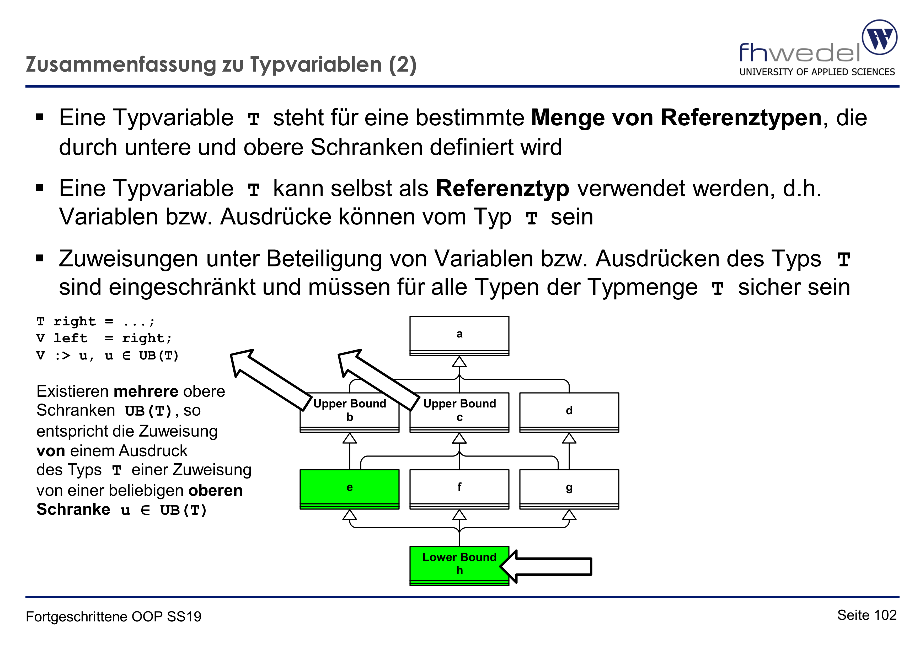 Zusammenfassung zu Typvariablen (2)
fhwedel
UNIVERSITY OF APPLIED SCIENCES
W
▪ Eine Typvariable T steht für eine bestimmte Menge von Referenztypen, die
durch untere und obere Schranken definiert wird
▪ Eine Typvariable T kann selbst als Referenztyp verwendet werden, d.h.
Variablen bzw. Ausdrücke können vom Typ T sein
▪ Zuweisungen unter Beteiligung von Variablen bzw. Ausdrücken des Typs T
sind eingeschränkt und müssen für alle Typen der Typmenge T sicher sein
T right = ...;
V left = right;
V :> u, u ∈ UB(T)
Existieren mehrere obere
Schranken UB(T), so
entspricht die Zuweisung
von einem Ausdruck
des Typs T einer Zuweisung
von einer beliebigen oberen
Schranke u ∈ UB(T)
a
Upper Bound
b
Upper Bound
c
d
e
f
g
Lower Bound
h
Fortgeschrittene OOP SS19
Seite 102